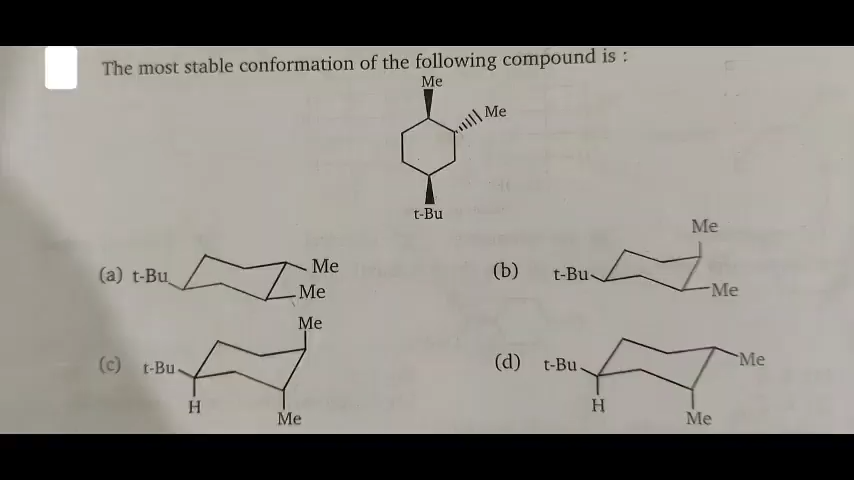 The most stable conformation of the following compound is :
Me
Me
t-Bu
(a) t-Bu
Me
Me
(b) t-Bu
Me
Me
(c) t-Bu
Me
H
Me
(d) t-Bu
Me
H
Me